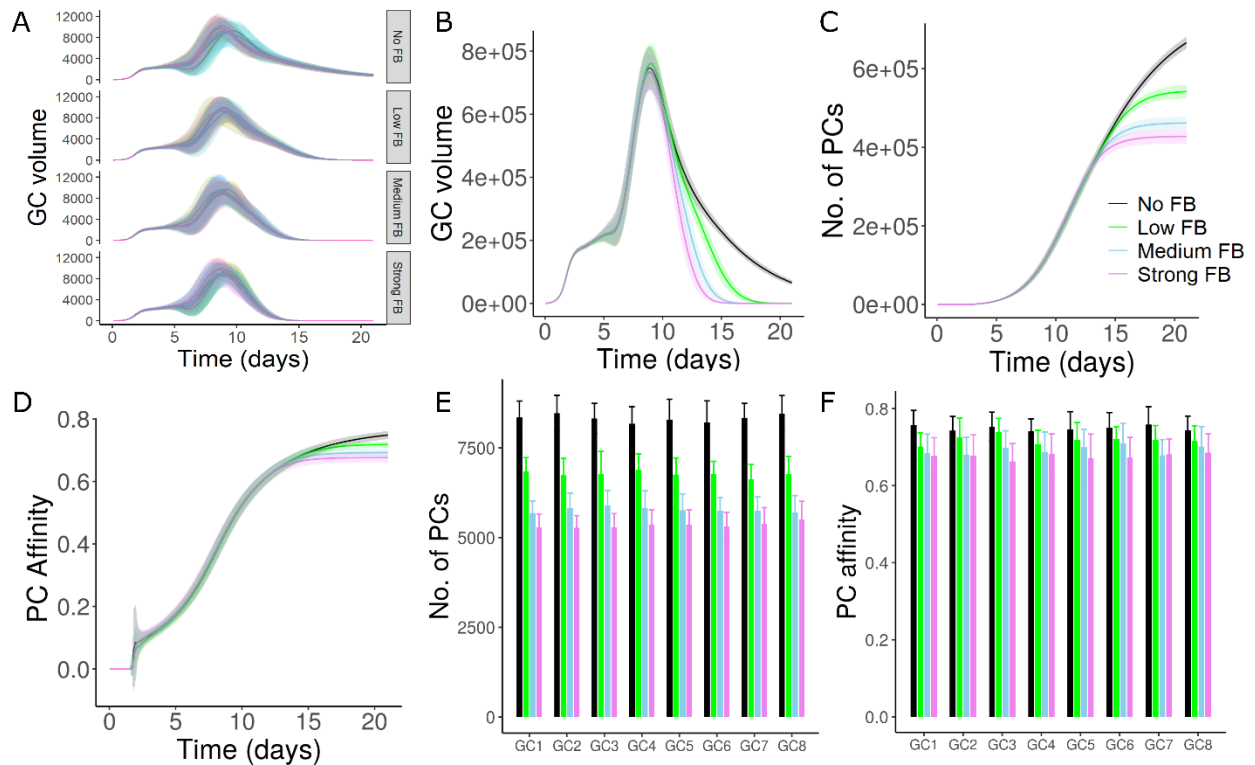 A
GC volume
12000
8000
4000
0
No FB
12000
8000
4000
0
Low FB
12000
8000
4000
0
Medium FB
12000
8000
4000
0
Strong FB
0 5 10 15 20
Time (days)
B
GC volume
8e+05
6e+05
4e+05
2e+05
0e+00
0 5 10 15 20
Time (days)
C
No. of PCs
6e+05
4e+05
2e+05
0e+00
No FB
Low FB
Medium FB
Strong FB
0 5 10 15 20
Time (days)
D
PC Affinity
0.8
0.6
0.4
0.2
0.0
0 5 10 15 20
Time (days)
E
No. of PCs
7500
5000
2500
0
GC1 GC2 GC3 GC4 GC5 GC6 GC7 GC8
F
PC affinity
0.8
0.6
0.4
0.2
0.0
GC1 GC2 GC3 GC4 GC5 GC6 GC7 GC8